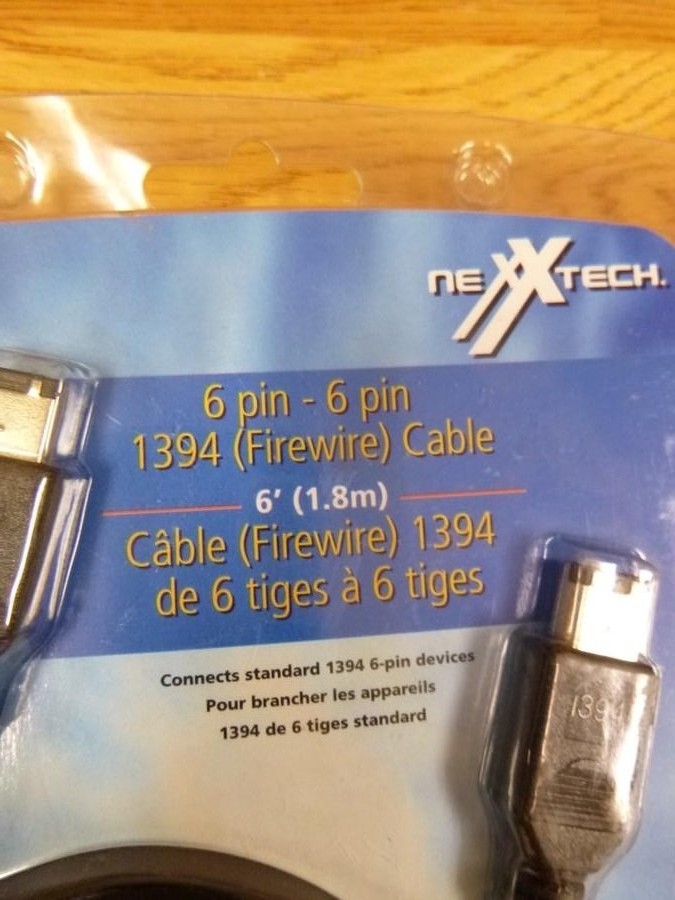 nexxTECH.
6 pin - 6 pin
1394 (Firewire) Cable
6' (1.8m)
Câble (Firewire) 1394
de 6 tiges à 6 tiges
Connects standard 1394 6-pin devices
Pour brancher les appareils
1394 de 6 tiges standard
1394